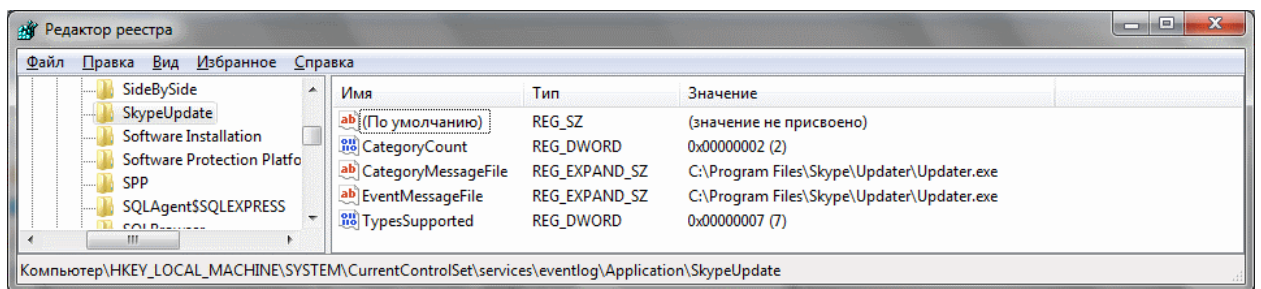 Редактор реестра
Файл Правка Вид Избранное Справка
SideBySide
SkypeUpdate
Software Installation
Software Protection Platfo
SPP
SQLAgent$SQLEXPRESS
Имя Тип Значение
(По умолчанию) REG_SZ (значение не присвоено)
CategoryCount REG_DWORD 0x00000002 (2)
CategoryMessageFile REG_EXPAND_SZ C:\Program Files\Skype\Updater\Updater.exe
EventMessageFile REG_EXPAND_SZ C:\Program Files\Skype\Updater\Updater.exe
TypesSupported REG_DWORD 0x00000007 (7)
Компьютер\HKEY_LOCAL_MACHINE\SYSTEM\CurrentControlSet\services\eventlog\Application\SkypeUpdate